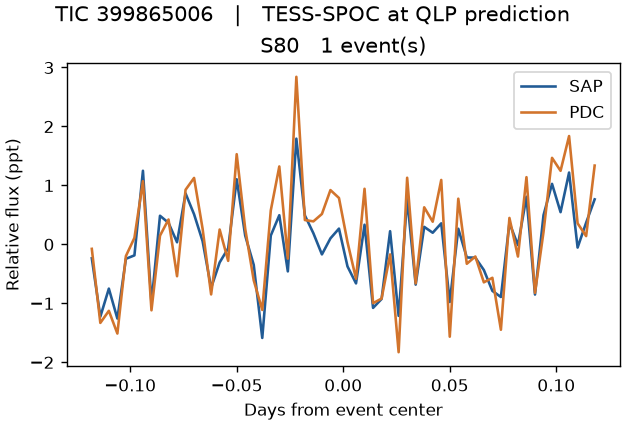 TIC 399865006 | TESS-SPOC at QLP prediction
S80 1 event(s)
3
2
1
0
−1
−2
Relative flux (ppt)
SAP
PDC
−0.10
−0.05
0.00
0.05
0.10
Days from event center